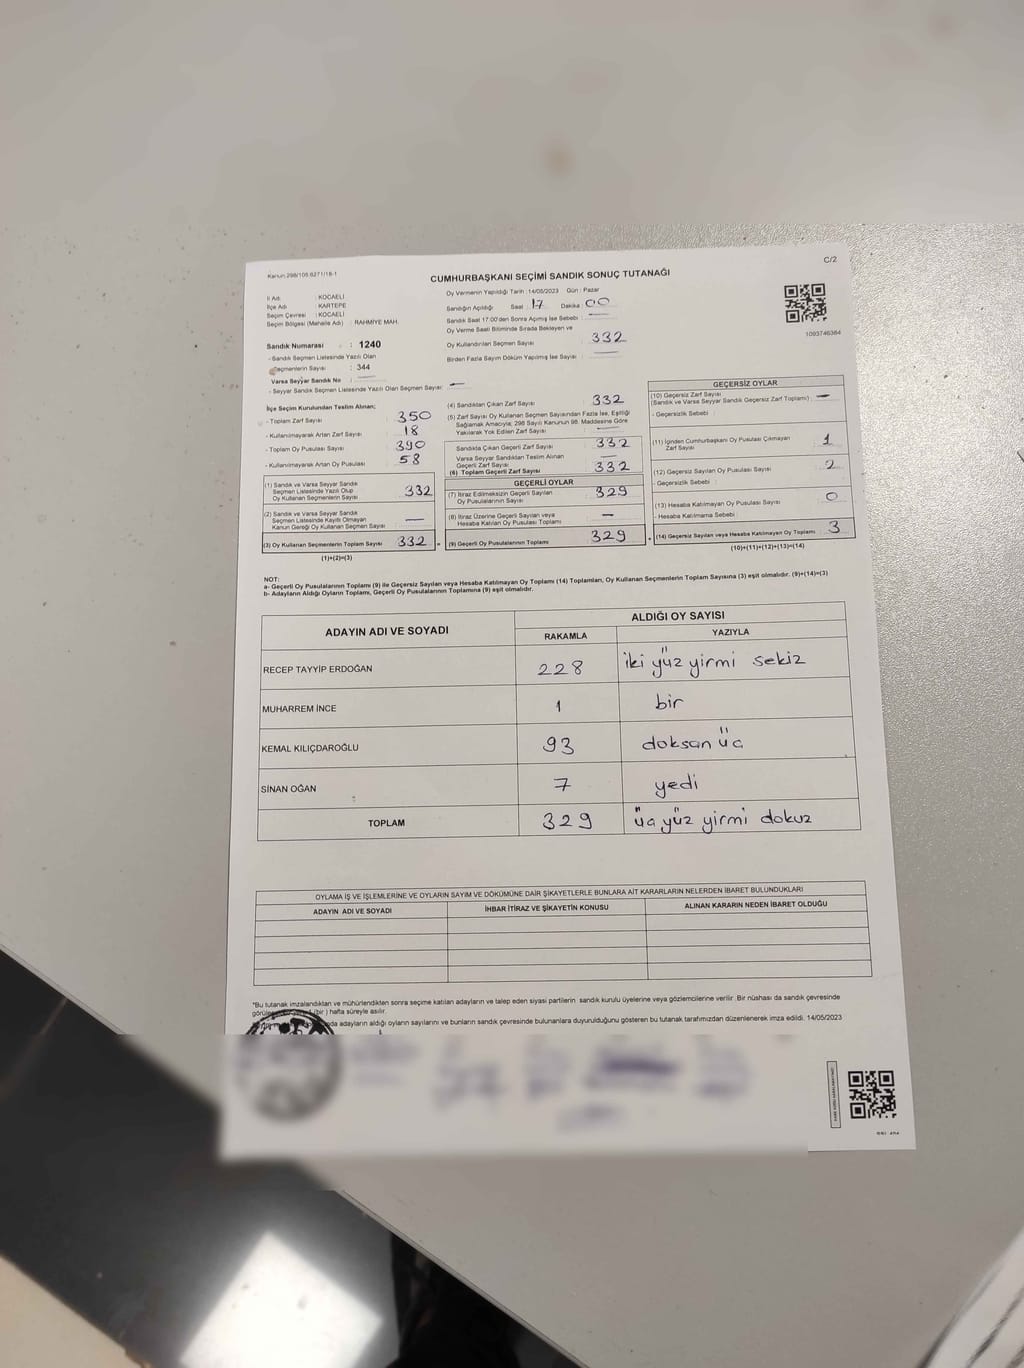 Kanun:298/105 6271/18-1
C/2
CUMHURBAŞKANI SEÇİMİ SANDIK SONUÇ TUTANAĞI
İl Adı : KOCAELİ
İlçe Adı : KARTEPE
Seçim Çevresi : KOCAELİ
Seçim Bölgesi (Mahalle Adı) : RAHMİYE MAH.
Sandık Numarası : 1240
- Sandık Seçmen Listesinde Yazılı Olan
Seçmenlerin Sayısı : 344
Varsa Seyyar Sandık No :
- Seyyar Sandık Seçmen Listesinde Yazılı Olan Seçmen Sayısı: —
Oy Vermenin Yapıldığı Tarih : 14/05/2023 Gün : Pazar
Sandığın Açıldığı Saat : 17 Dakika : 00
Sandık Saat 17.00'den Sonra Açılmış İse Sebebi : —
Oy Verme Saati Bitiminde Sırada Bekleyen ve
Oy Kullandırılan Seçmen Sayısı : 332
Birden Fazla Sayım Döküm Yapılmış İse Sayısı : —
1093746364
İlçe Seçim Kurulundan Teslim Alınan;
- Toplam Zarf Sayısı : 350
- Kullanılmayarak Artan Zarf Sayısı : 18
- Toplam Oy Pusulası Sayısı : 390
- Kullanılmayarak Artan Oy Pusulası : 58
(1) Sandık ve Varsa Seyyar Sandık
Seçmen Listesinde Yazılı Olup
Oy Kullanan Seçmenlerin Sayısı 332
(2) Sandık ve Varsa Seyyar Sandık
Seçmen Listesinde Kayıtlı Olmayan
Kanun Gereği Oy Kullanan Seçmen Sayısı —
(3) Oy Kullanan Seçmenlerin Toplam Sayısı 332
(1)+(2)=(3)
(4) Sandıktan Çıkan Zarf Sayısı : 332
(5) Zarf Sayısı Oy Kullanan Seçmen Sayısından Fazla İse, Eşitliği
Sağlamak Amacıyla; 298 Sayılı Kanunun 98. Maddesine Göre
Yakılarak Yok Edilen Zarf Sayısı : —
Sandıkta Çıkan Geçerli Zarf Sayısı : 332
Varsa Seyyar Sandıktan Teslim Alınan
Geçerli Zarf Sayısı —
(6) Toplam Geçerli Zarf Sayısı : 332
GEÇERLİ OYLAR
(7) İtiraz Edilmeksizin Geçerli Sayılan
Oy Pusulalarının Sayısı 329
(8) İtiraz Üzerine Geçerli Sayılan veya
Hesaba Katılan Oy Pusulası Toplamı —
(9) Geçerli Oy Pusulalarının Toplamı 329
GEÇERSİZ OYLAR
(10) Geçersiz Zarf Sayısı
(Sandık ve Varsa Seyyar Sandık Geçersiz Zarf Toplamı) : —
- Geçersizlik Sebebi :
(11) İçinden Cumhurbaşkanı Oy Pusulası Çıkmayan
Zarf Sayısı 1
(12) Geçersiz Sayılan Oy Pusulası Sayısı 2
- Geçersizlik Sebebi :
(13) Hesaba Katılmayan Oy Pusulası Sayısı 0
- Hesaba Katılmama Sebebi :
(14) Geçersiz Sayılan veya Hesaba Katılmayan Oy Toplamı 3
(10)+(11)+(12)+(13)=(14)
NOT:
a- Geçerli Oy Pusulalarının Toplamı (9) ile Geçersiz Sayılan veya Hesaba Katılmayan Oy Toplamı (14) Toplamları, Oy Kullanan Seçmenlerin Toplam Sayısına (3) eşit olmalıdır. (9)+(14)=(3)
b- Adayların Aldığı Oyların Toplamı, Geçerli Oy Pusulalarının Toplamına (9) eşit olmalıdır.
ADAYIN ADI VE SOYADI
ALDIĞI OY SAYISI
RAKAMLA YAZIYLA
RECEP TAYYİP ERDOĞAN 228 iki yüz yirmi sekiz
MUHARREM İNCE 1 bir
KEMAL KILIÇDAROĞLU 93 doksan üç
SİNAN OĞAN 7 yedi
TOPLAM 329 üç yüz yirmi dokuz
OYLAMA İŞ VE İŞLEMLERİNE VE OYLARIN SAYIM VE DÖKÜMÜNE DAİR ŞİKAYETLERLE BUNLARA AİT KARARLARIN NELERDEN İBARET BULUNDUKLARI
ADAYIN ADI VE SOYADI İHBAR İTİRAZ VE ŞİKAYETİN KONUSU ALINAN KARARIN NEDEN İBARET OLDUĞU
*Bu tutanak imzalandıktan ve mühürlendikten sonra seçime katılan adayların ve talep eden siyasi partilerin sandık kurulu üyelerine veya gözlemcilerine verilir. Bir nüshası da sandık çevresinde
(bir) hafta süreyle asılır.
adayların aldığı oyların sayılarını ve bunların sandık çevresinde bulunanlara duyurulduğunu gösteren bu tutanak tarafımızdan düzenlenerek imza edildi. 14/05/2023